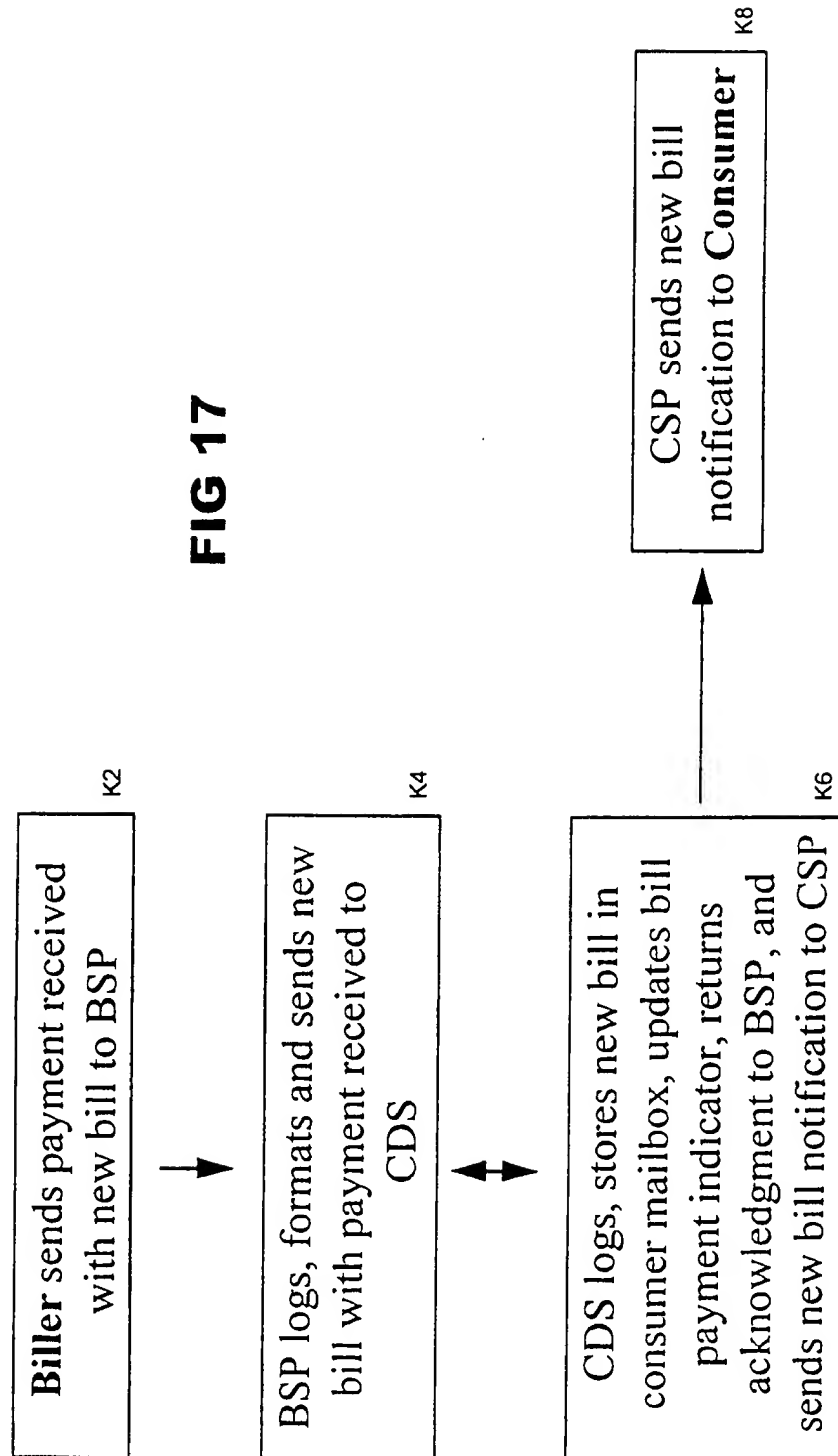 FIG 17
Biller sends payment received
with new bill to BSP
K2
BSP logs, formats and sends new
bill with payment received to
CDS
K4
CDS logs, stores new bill in
consumer mailbox, updates bill
payment indicator, returns
acknowledgment to BSP, and
sends new bill notification to CSP
K6
CSP sends new bill
notification to Consumer
K8